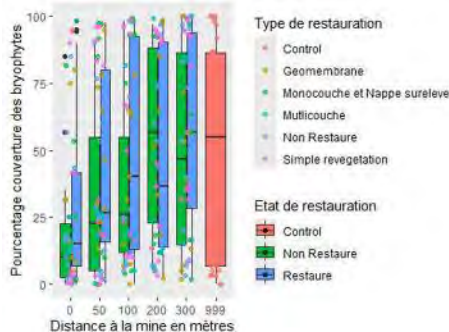 Pourcentage couverture des bryophytes
100
75
50
25
0
0 50 100 200 300 999
Distance à la mine en mètres
Type de restauration
Control
Geomembrane
Monocouche et Nappe sureleve
Mutlicouche
Non Restaure
Simple revegetation
Etat de restauration
Control
Non Restaure
Restaure